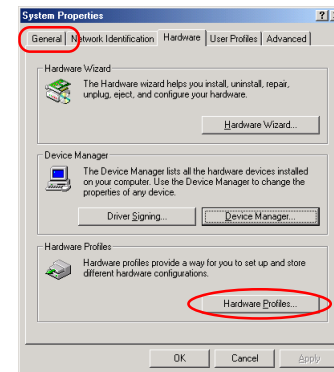 System Properties ?
General Network Identification Hardware User Profiles Advanced
Hardware Wizard
The Hardware wizard helps you install, uninstall, repair,
unplug, eject, and configure your hardware.
Hardware Wizard...
Device Manager
The Device Manager lists all the hardware devices installed
on your computer. Use the Device Manager to change the
properties of any device.
Driver Signing... Device Manager...
Hardware Profiles
Hardware profiles provide a way for you to set up and store
different hardware configurations.
Hardware Profiles...
OK Cancel Apply